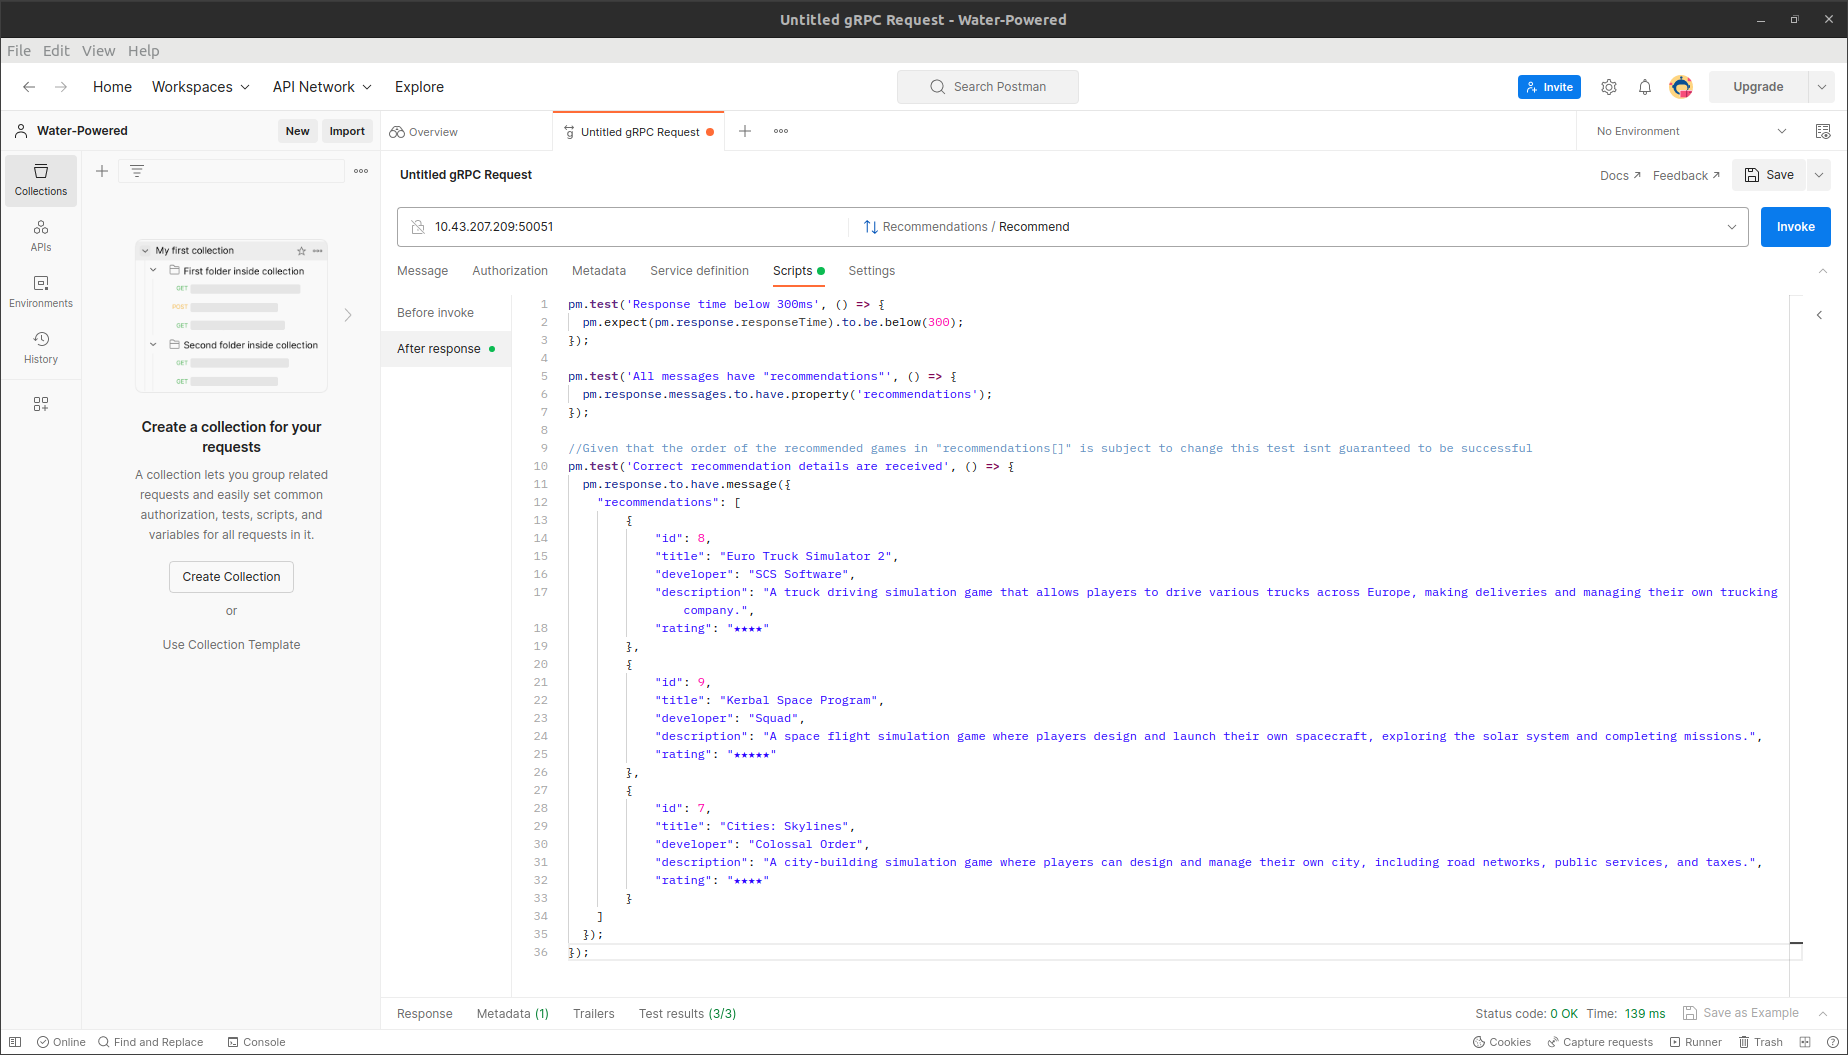 Untitled gRPC Request - Water-Powered
File Edit View Help
Home Workspaces API Network Explore
Search Postman
Invite
Upgrade
Water-Powered
New Import
Overview
Untitled gRPC Request
No Environment
Collections
APIs
Environments
History
My first collection
First folder inside collection
GET
POST
GET
Second folder inside collection
GET
GET
Create a collection for your
requests
A collection lets you group related
requests and easily set common
authorization, tests, scripts, and
variables for all requests in it.
Create Collection
or
Use Collection Template
Untitled gRPC Request
Docs Feedback
Save
10.43.207.209:50051
Recommendations / Recommend
Invoke
Message Authorization Metadata Service definition Scripts Settings
Before invoke
After response
1 pm.test('Response time below 300ms', () => {
2 pm.expect(pm.response.responseTime).to.be.below(300);
3 });
4
5 pm.test('All messages have "recommendations"', () => {
6 pm.response.messages.to.have.property('recommendations');
7 });
8
9 //Given that the order of the recommended games in "recommendations[]" is subject to change this test isnt guaranteed to be successful
10 pm.test('Correct recommendation details are received', () => {
11 pm.response.to.have.message({
12 "recommendations": [
13 {
14 "id": 8,
15 "title": "Euro Truck Simulator 2",
16 "developer": "SCS Software",
17 "description": "A truck driving simulation game that allows players to drive various trucks across Europe, making deliveries and managing their own trucking
company.",
18 "rating": "★★★★"
19 },
20 {
21 "id": 9,
22 "title": "Kerbal Space Program",
23 "developer": "Squad",
24 "description": "A space flight simulation game where players design and launch their own spacecraft, exploring the solar system and completing missions.",
25 "rating": "★★★★★"
26 },
27 {
28 "id": 7,
29 "title": "Cities: Skylines",
30 "developer": "Colossal Order",
31 "description": "A city-building simulation game where players can design and manage their own city, including road networks, public services, and taxes.",
32 "rating": "★★★★"
33 }
34 ]
35 });
36 });
Response Metadata (1) Trailers Test results (3/3)
Status code: 0 OK Time: 139 ms Save as Example
Online Find and Replace Console
Cookies Capture requests Runner Trash